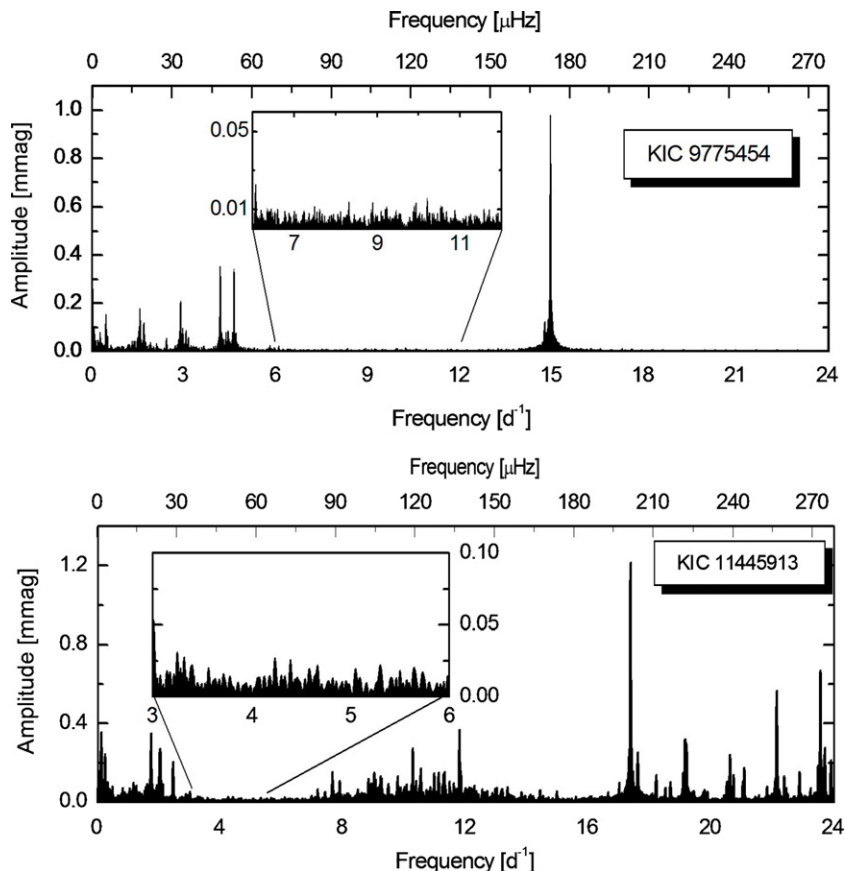 Frequency [μHz]
0 30 60 90 120 150 180 210 240 270
1.0
0.8
0.6
0.4
0.2
0.0
Amplitude [mmag]
0.05
0.01
7 9 11
KIC 9775454
0 3 6 9 12 15 18 21 24
Frequency [d⁻¹]
Frequency [μHz]
0 30 60 90 120 150 180 210 240 270
1.2
0.8
0.4
0.0
Amplitude [mmag]
0.10
0.05
0.00
3 4 5 6
KIC 11445913
0 4 8 12 16 20 24
Frequency [d⁻¹]